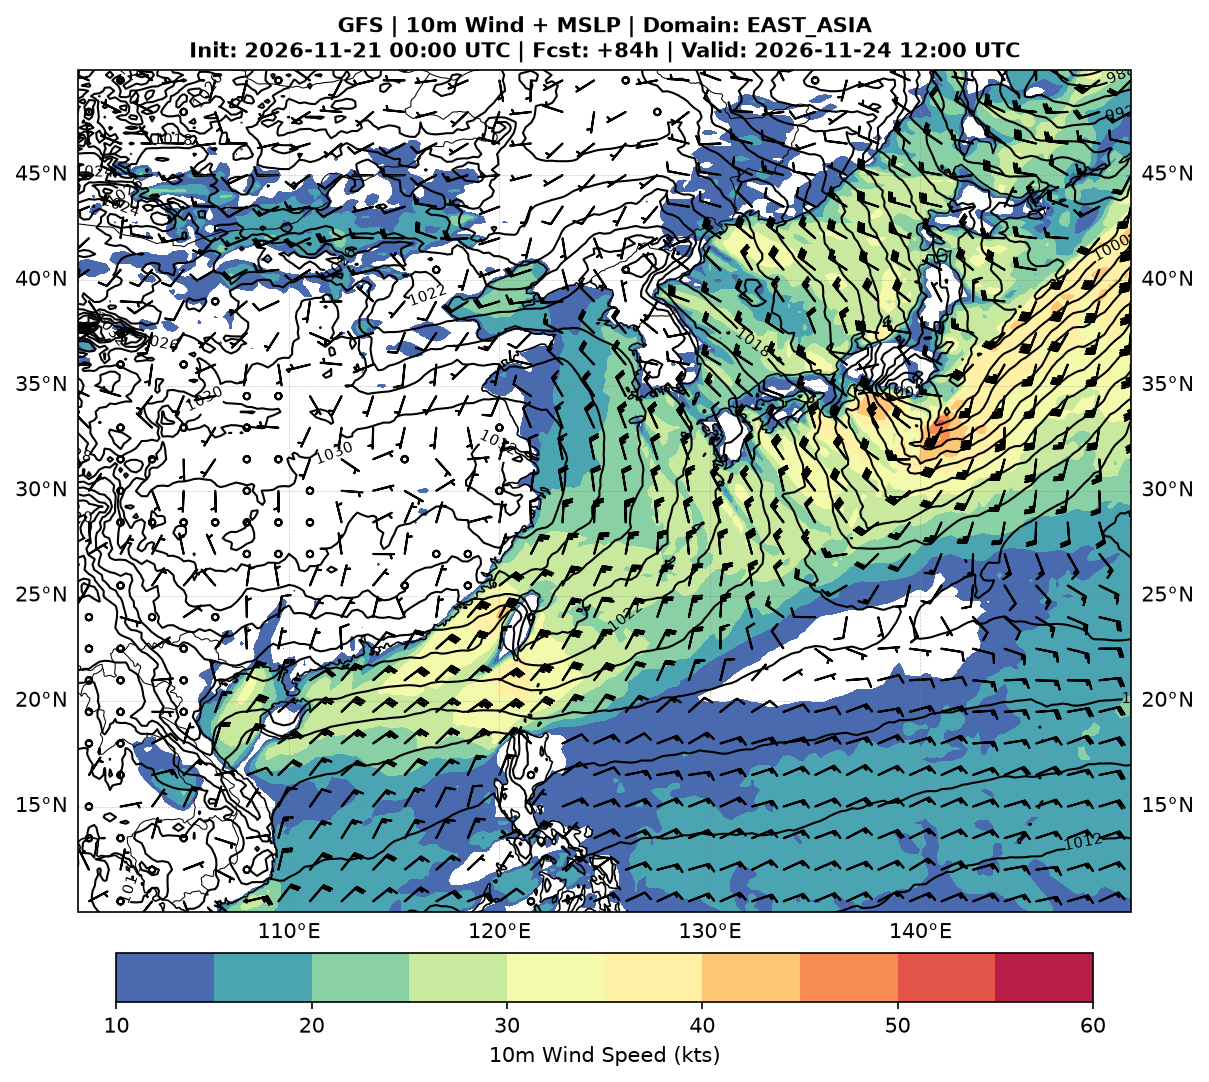 GFS | 10m Wind + MSLP | Domain: EAST_ASIA
Init: 2026-11-21 00:00 UTC | Fcst: +84h | Valid: 2026-11-24 12:00 UTC
992
1018
45°N 45°N
1000
40°N 40°N
1022
1018
1026
35°N 35°N
1030
1030
30°N 30°N
25°N 25°N
1022
20°N 20°N
15°N 15°N
1012
110°E 120°E 130°E 140°E
10 20 30 40 50 60
10m Wind Speed (kts)